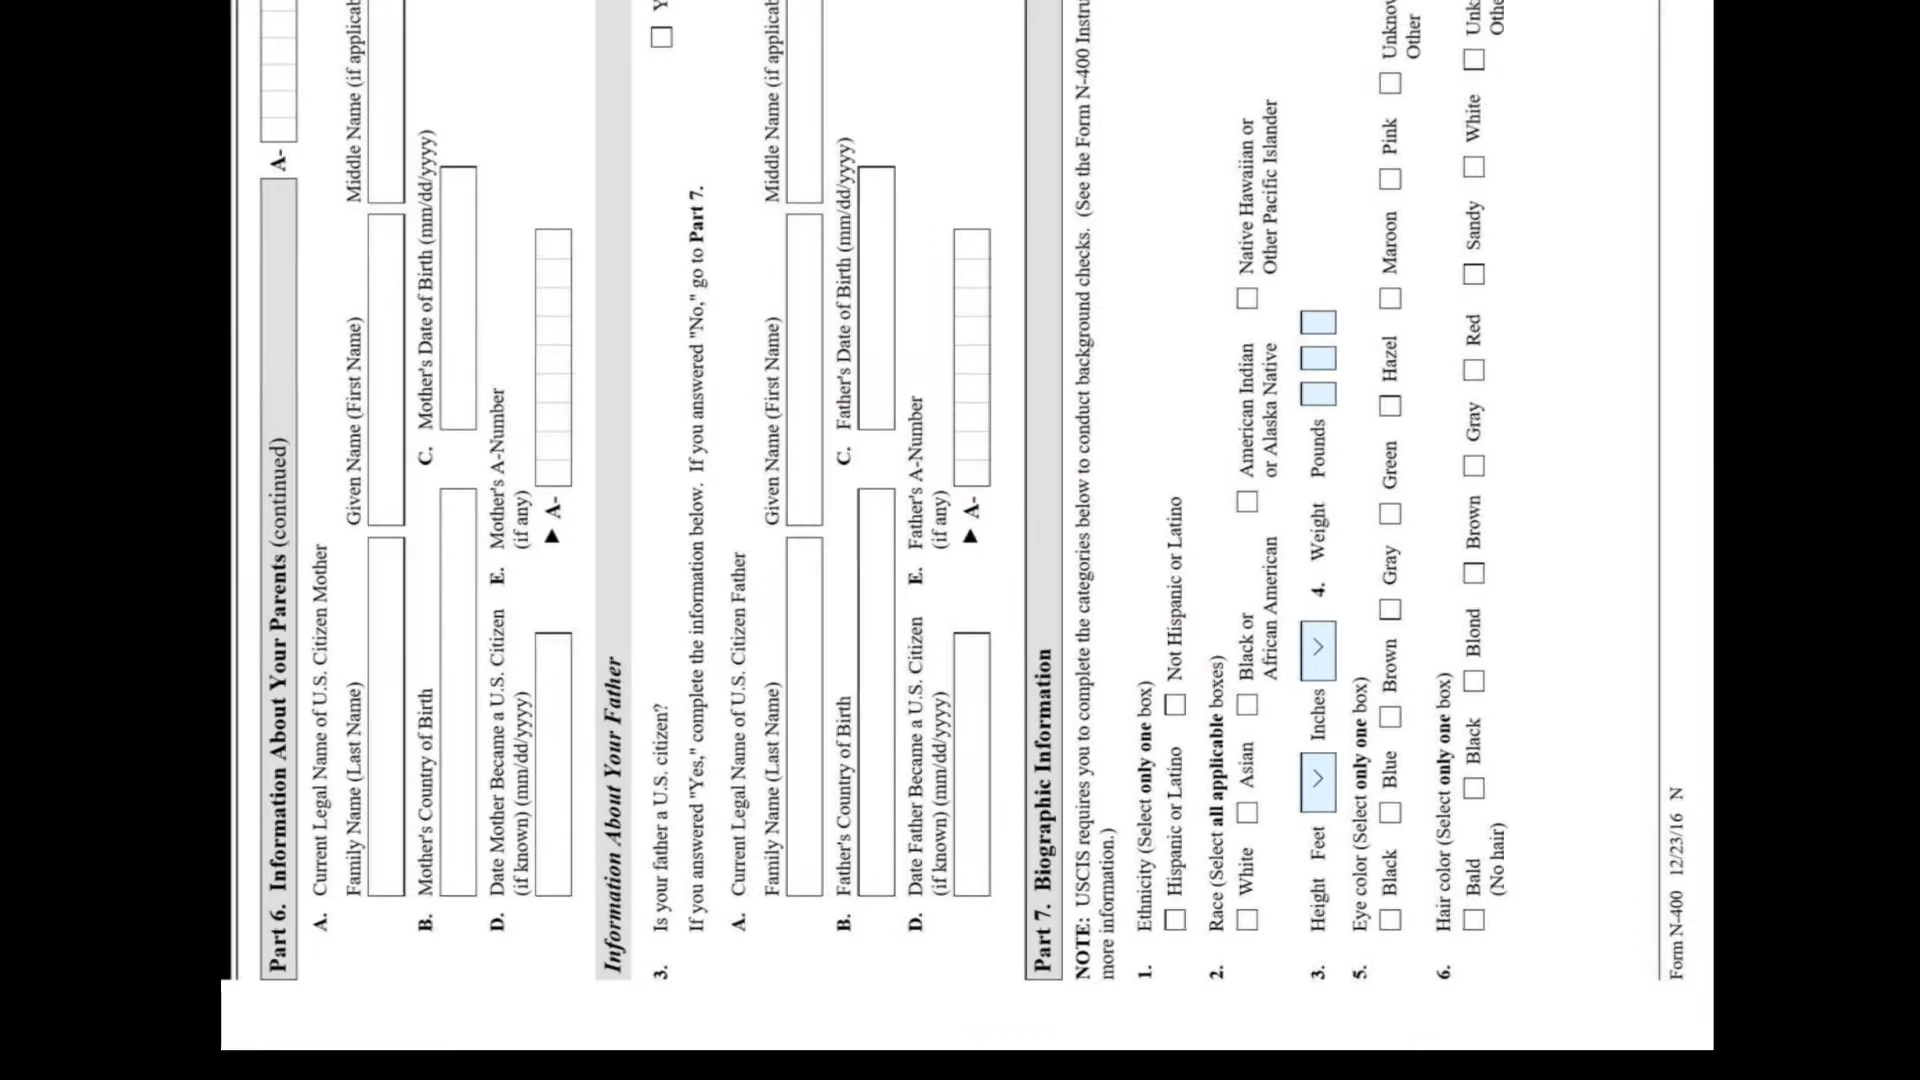 Part 6. Information About Your Parents (continued) A-
A. Current Legal Name of U.S. Citizen Mother
Family Name (Last Name) Given Name (First Name) Middle Name (if applicab
B. Mother's Country of Birth C. Mother's Date of Birth (mm/dd/yyyy)
D. Date Mother Became a U.S. Citizen E. Mother's A-Number
(if known) (mm/dd/yyyy) (if any)
► A-
Information About Your Father
3. Is your father a U.S. citizen? Y
If you answered "Yes," complete the information below. If you answered "No," go to Part 7.
A. Current Legal Name of U.S. Citizen Father
Family Name (Last Name) Given Name (First Name) Middle Name (if applicab
B. Father's Country of Birth C. Father's Date of Birth (mm/dd/yyyy)
D. Date Father Became a U.S. Citizen E. Father's A-Number
(if known) (mm/dd/yyyy) (if any)
► A-
Part 7. Biographic Information
NOTE: USCIS requires you to complete the categories below to conduct background checks. (See the Form N-400 Instru
more information.)
1. Ethnicity (Select only one box)
Hispanic or Latino Not Hispanic or Latino
2. Race (Select all applicable boxes)
White Asian Black or American Indian Native Hawaiian or
African American or Alaska Native Other Pacific Islander
3. Height Feet Inches 4. Weight Pounds
5. Eye color (Select only one box)
Black Blue Brown Gray Green Hazel Maroon Pink Unknow
Other
6. Hair color (Select only one box)
Bald Black Blond Brown Gray Red Sandy White Unk
(No hair) Othe
Form N-400 12/23/16 N